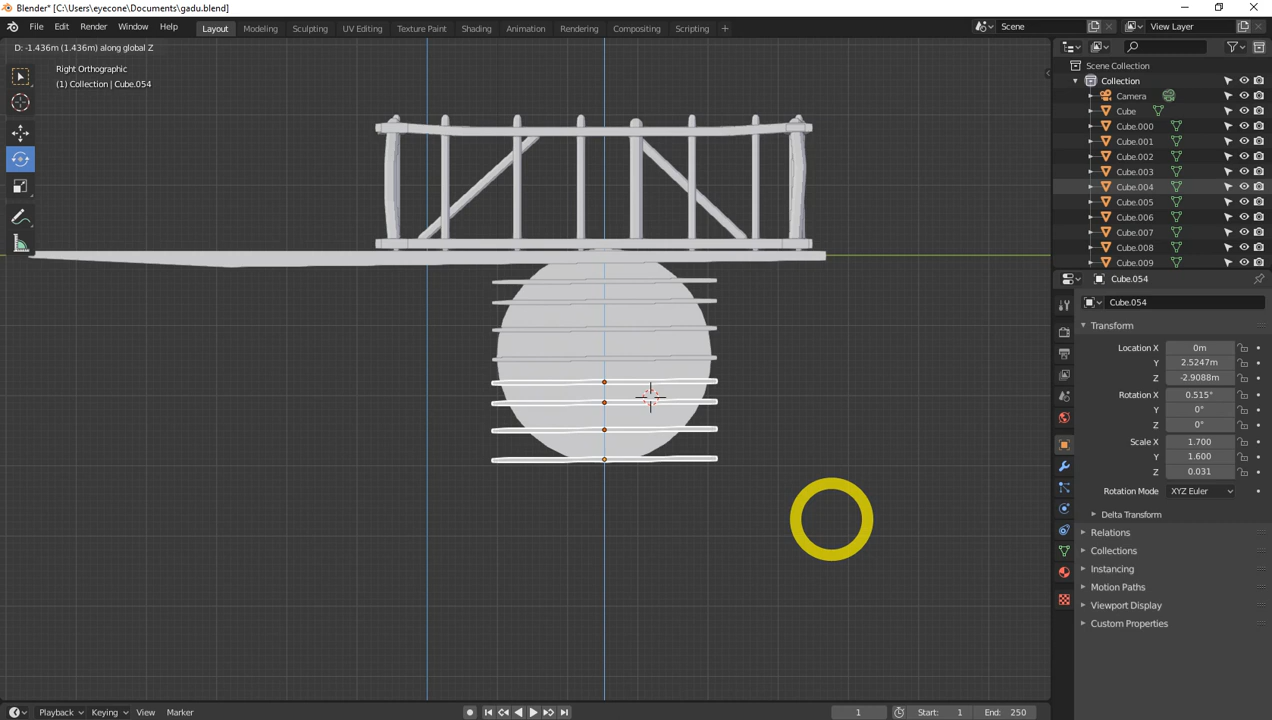 Blender* [C:\Users\eyecone\Documents\gadu.blend]
File Edit Render Window Help Layout Modeling Sculpting UV Editing Texture Paint Shading Animation Rendering Compositing Scripting + Scene View Layer
D: -1.436m (1.436m) along global Z
Right Orthographic
(1) Collection | Cube.054
Scene Collection
Collection
Camera
Cube
Cube.000
Cube.001
Cube.002
Cube.003
Cube.004
Cube.005
Cube.006
Cube.007
Cube.008
Cube.009
Cube.054
Cube.054
Transform
Location X 0m
Y 2.5247m
Z -2.9088m
Rotation X 0.515°
Y 0°
Z 0°
Scale X 1.700
Y 1.600
Z 0.031
Rotation Mode XYZ Euler
Delta Transform
Relations
Collections
Instancing
Motion Paths
Viewport Display
Custom Properties
Playback Keying View Marker 1 Start: 1 End: 250